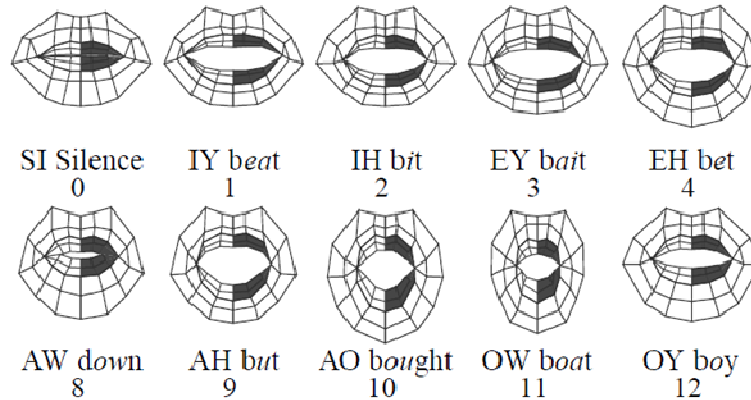 SI Silence IY beat IH bit EY bait EH bet
0 1 2 3 4
AW down AH but AO bought OW boat OY boy
8 9 10 11 12